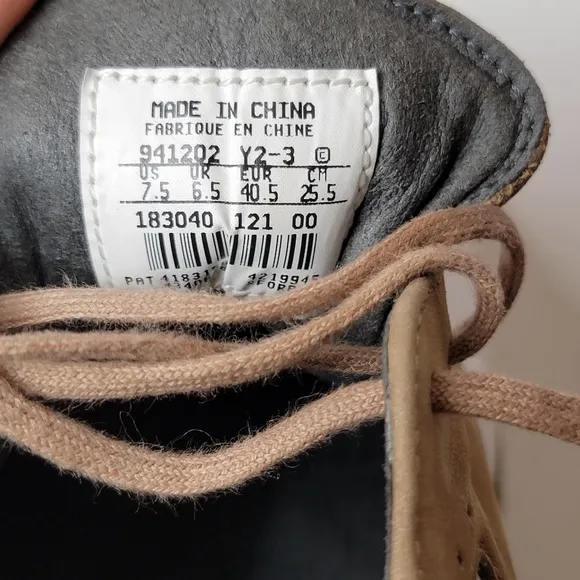 MADE IN CHINA
FABRIQUE EN CHINE
941202 Y2-3 Ⓒ
US UK EUR CM
7.5 6.5 40.5 25.5
183040 121 00
PAT